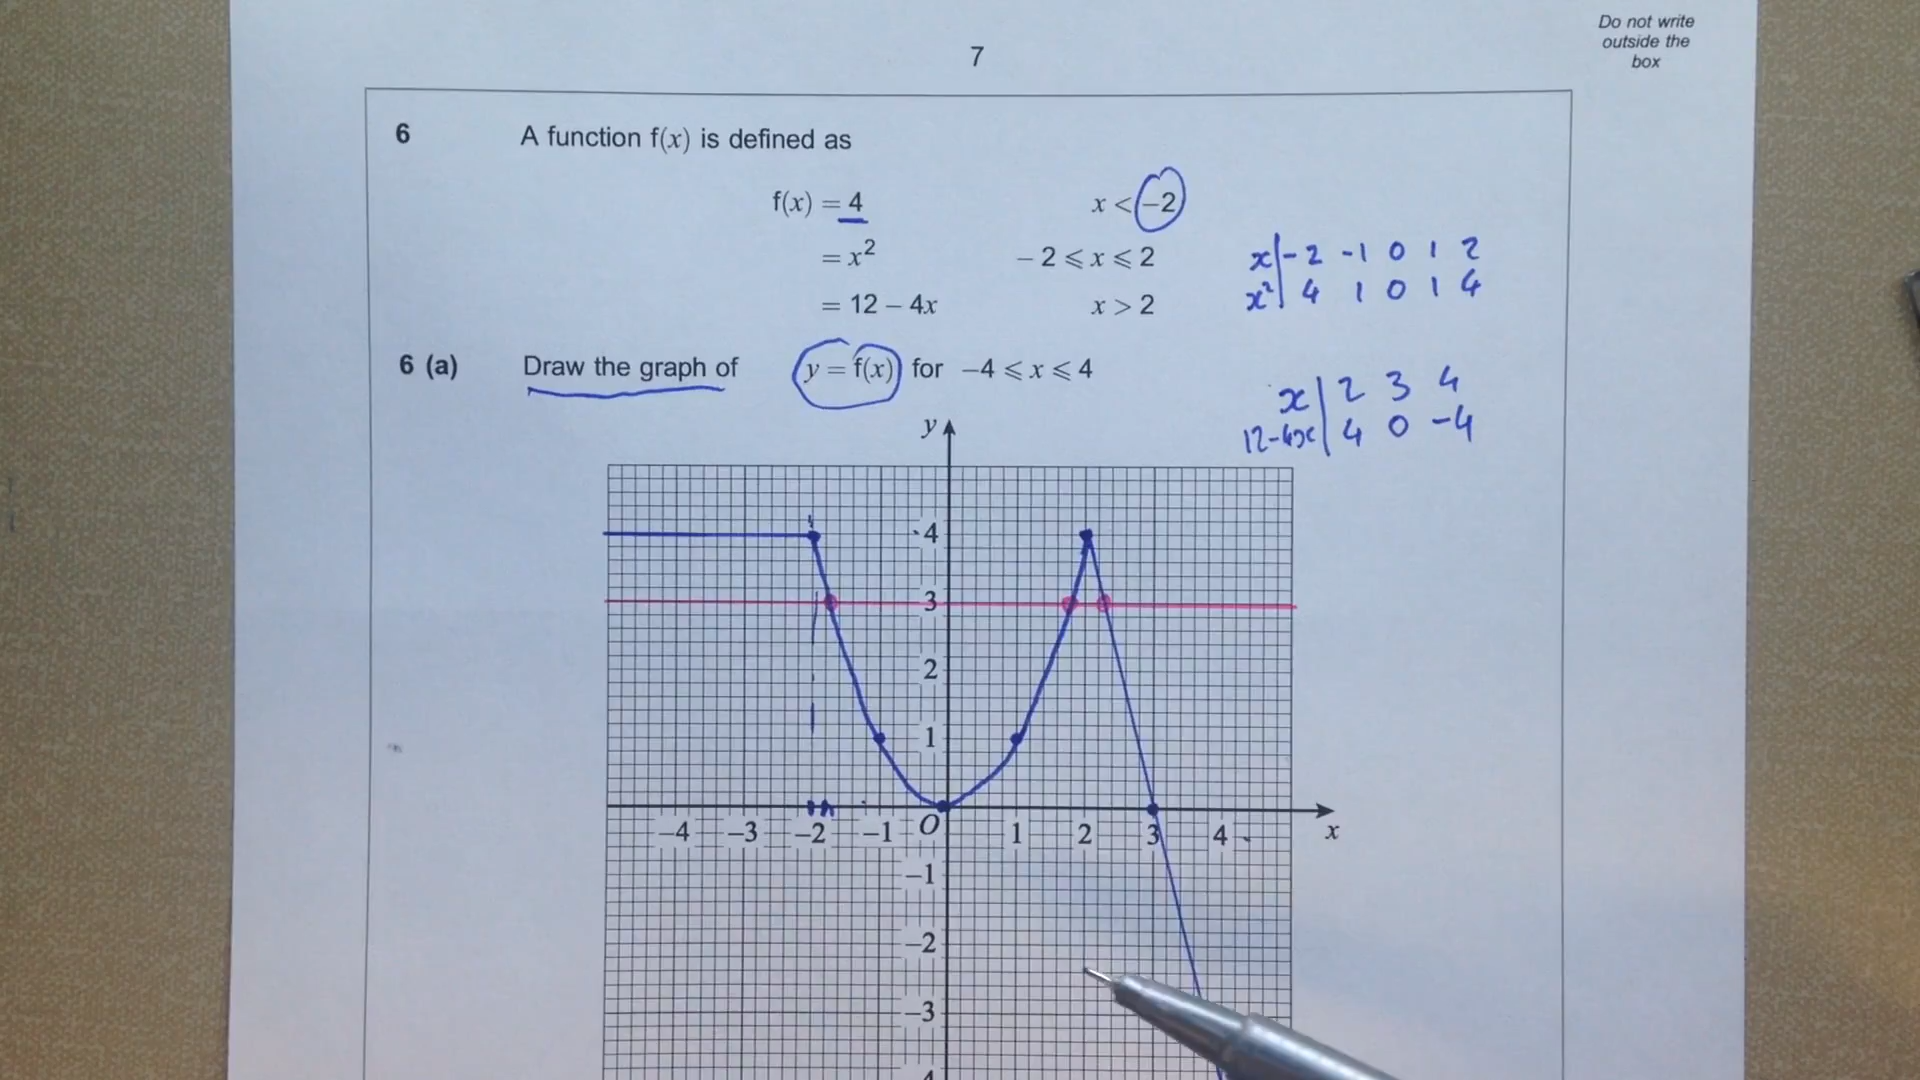 Do not write
outside the
box
7
6 A function f(x) is defined as
f(x) = 4 x < −2
= x² − 2 ⩽ x ⩽ 2
= 12 − 4x x > 2
x −2 −1 0 1 2
x² 4 1 0 1 4
6 (a) Draw the graph of y = f(x) for −4 ⩽ x ⩽ 4
x 2 3 4
12−4x 4 0 −4
y
4
3
2
1
−4 −3 −2 −1 O 1 2 3 4 x
−1
−2
−3